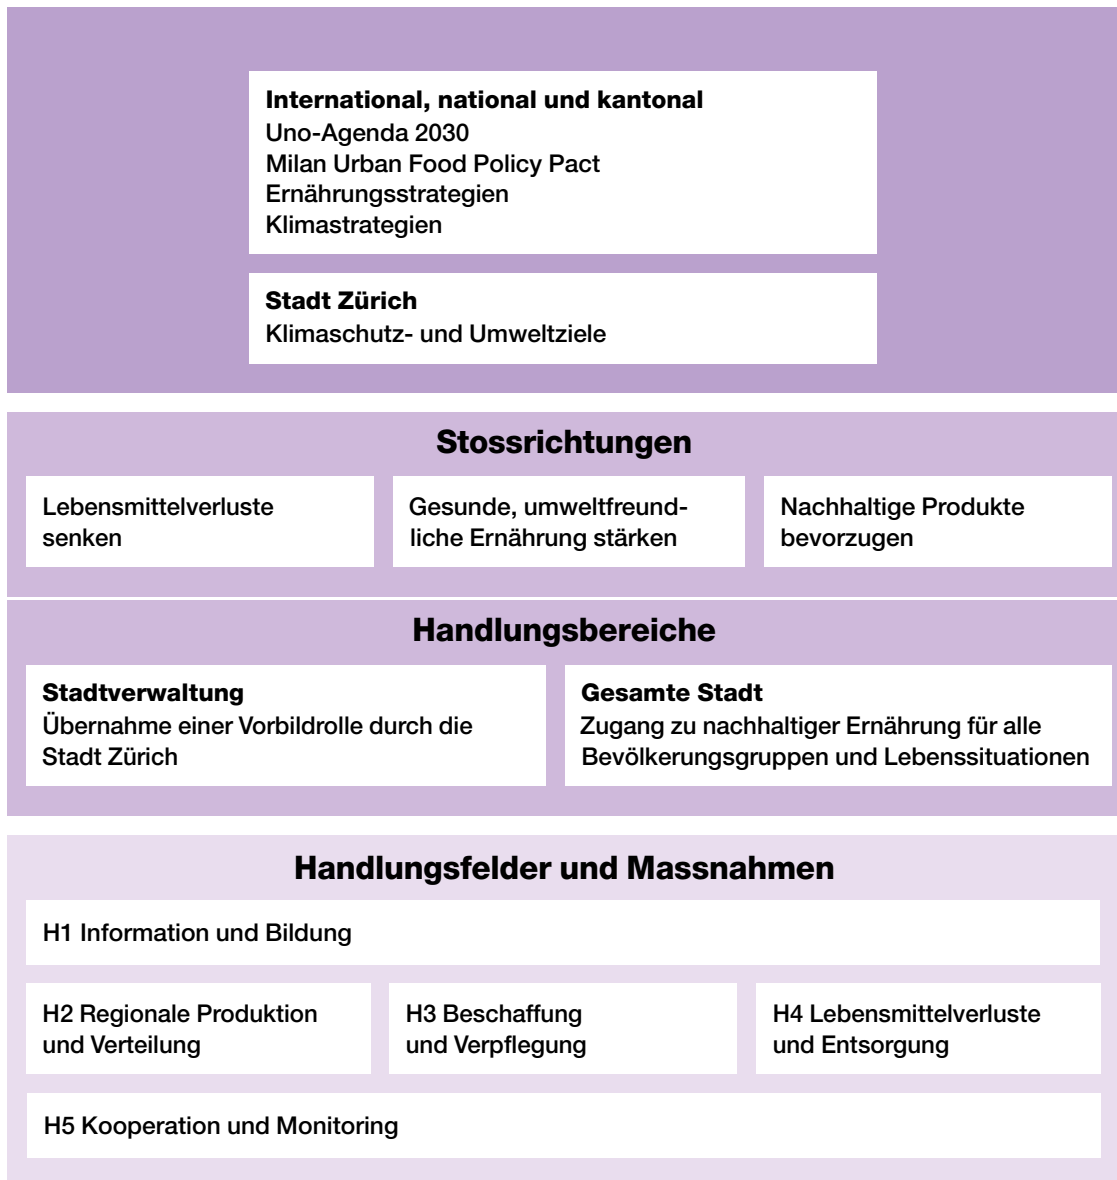 International, national und kantonal
Uno-Agenda 2030
Milan Urban Food Policy Pact
Ernährungsstrategien
Klimastrategien
Stadt Zürich
Klimaschutz- und Umweltziele
Stossrichtungen
Lebensmittelverluste
senken
Gesunde, umweltfreund-
liche Ernährung stärken
Nachhaltige Produkte
bevorzugen
Handlungsbereiche
Stadtverwaltung
Übernahme einer Vorbildrolle durch die
Stadt Zürich
Gesamte Stadt
Zugang zu nachhaltiger Ernährung für alle
Bevölkerungsgruppen und Lebenssituationen
Handlungsfelder und Massnahmen
H1 Information und Bildung
H2 Regionale Produktion
und Verteilung
H3 Beschaffung
und Verpflegung
H4 Lebensmittelverluste
und Entsorgung
H5 Kooperation und Monitoring